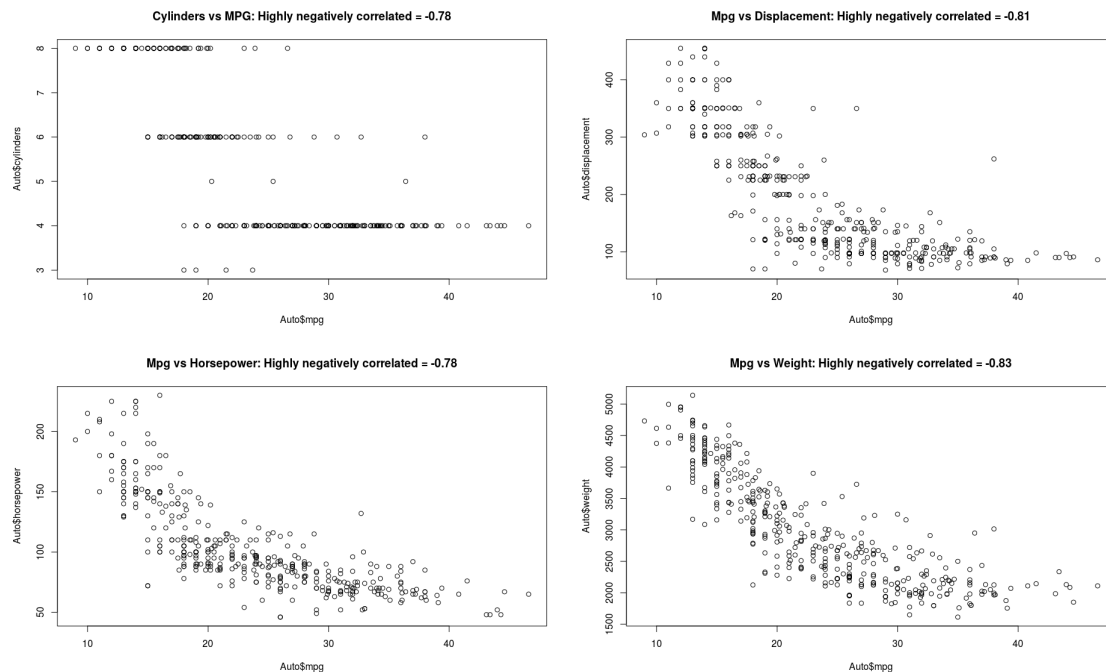 Cylinders vs MPG: Highly negatively correlated = -0.78
Auto$cylinders
8
7
6
5
4
3
10 20 30 40
Auto$mpg
Mpg vs Displacement: Highly negatively correlated = -0.81
Auto$displacement
400
300
200
100
10 20 30 40
Auto$mpg
Mpg vs Horsepower: Highly negatively correlated = -0.78
Auto$horsepower
200
150
100
50
10 20 30 40
Auto$mpg
Mpg vs Weight: Highly negatively correlated = -0.83
Auto$weight
5000
4500
4000
3500
3000
2500
2000
1500
10 20 30 40
Auto$mpg